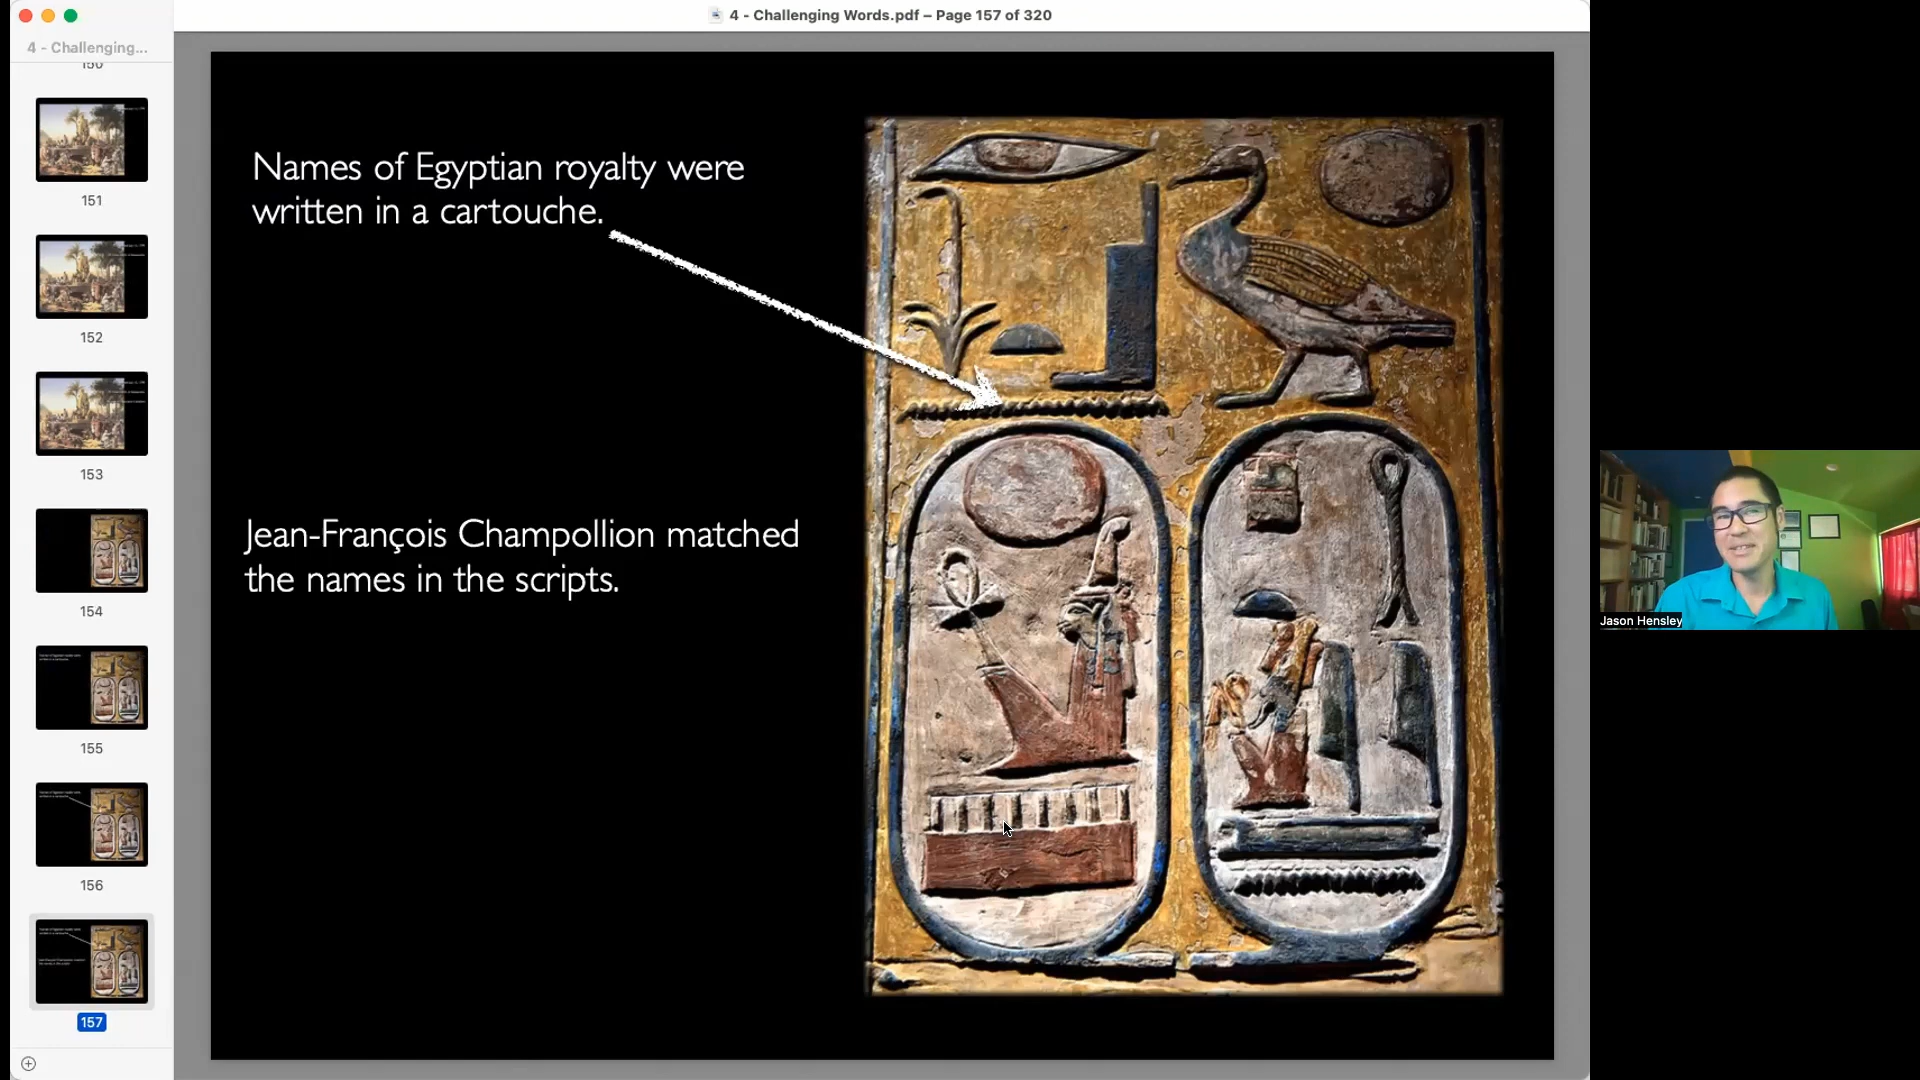 4 - Challenging Words.pdf – Page 157 of 320
4 - Challenging...
150
151
152
153
154
155
156
157
Names of Egyptian royalty were
written in a cartouche.
Jean-François Champollion matched
the names in the scripts.
Jason Hensley